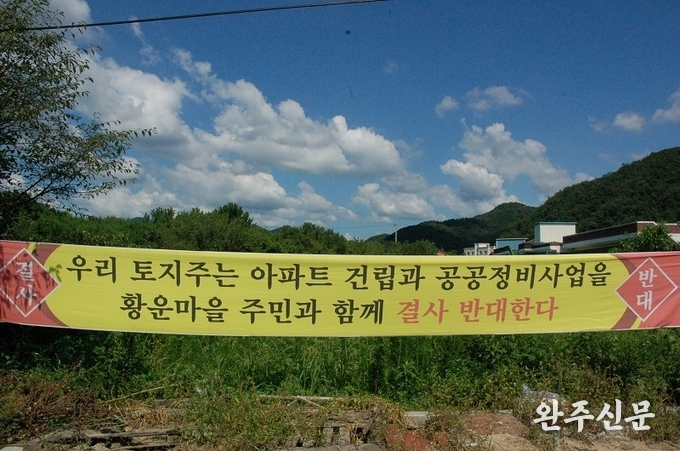 결사
우리 토지주는 아파트 건립과 공공정비사업을
황운마을 주민과 함께 결사 반대한다
반대
완주신문